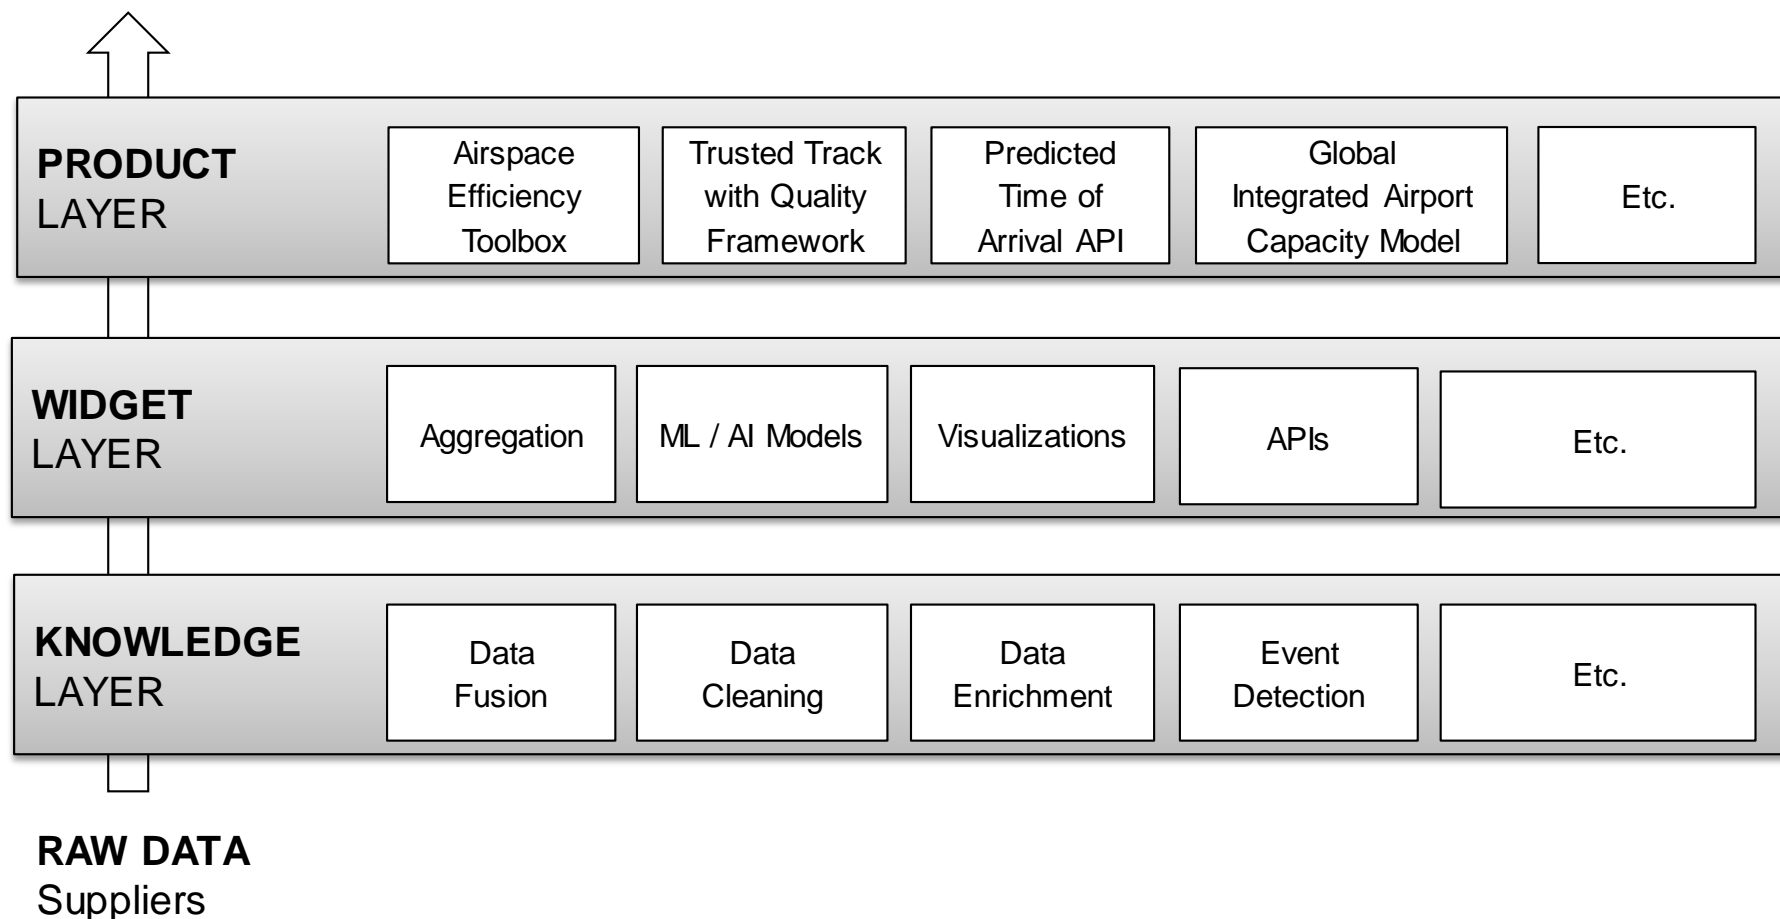 PRODUCT
LAYER
Airspace
Efficiency
Toolbox
Trusted Track
with Quality
Framework
Predicted
Time of
Arrival API
Global
Integrated Airport
Capacity Model
Etc.
WIDGET
LAYER
Aggregation
ML / AI Models
Visualizations
APIs
Etc.
KNOWLEDGE
LAYER
Data
Fusion
Data
Cleaning
Data
Enrichment
Event
Detection
Etc.
RAW DATA
Suppliers